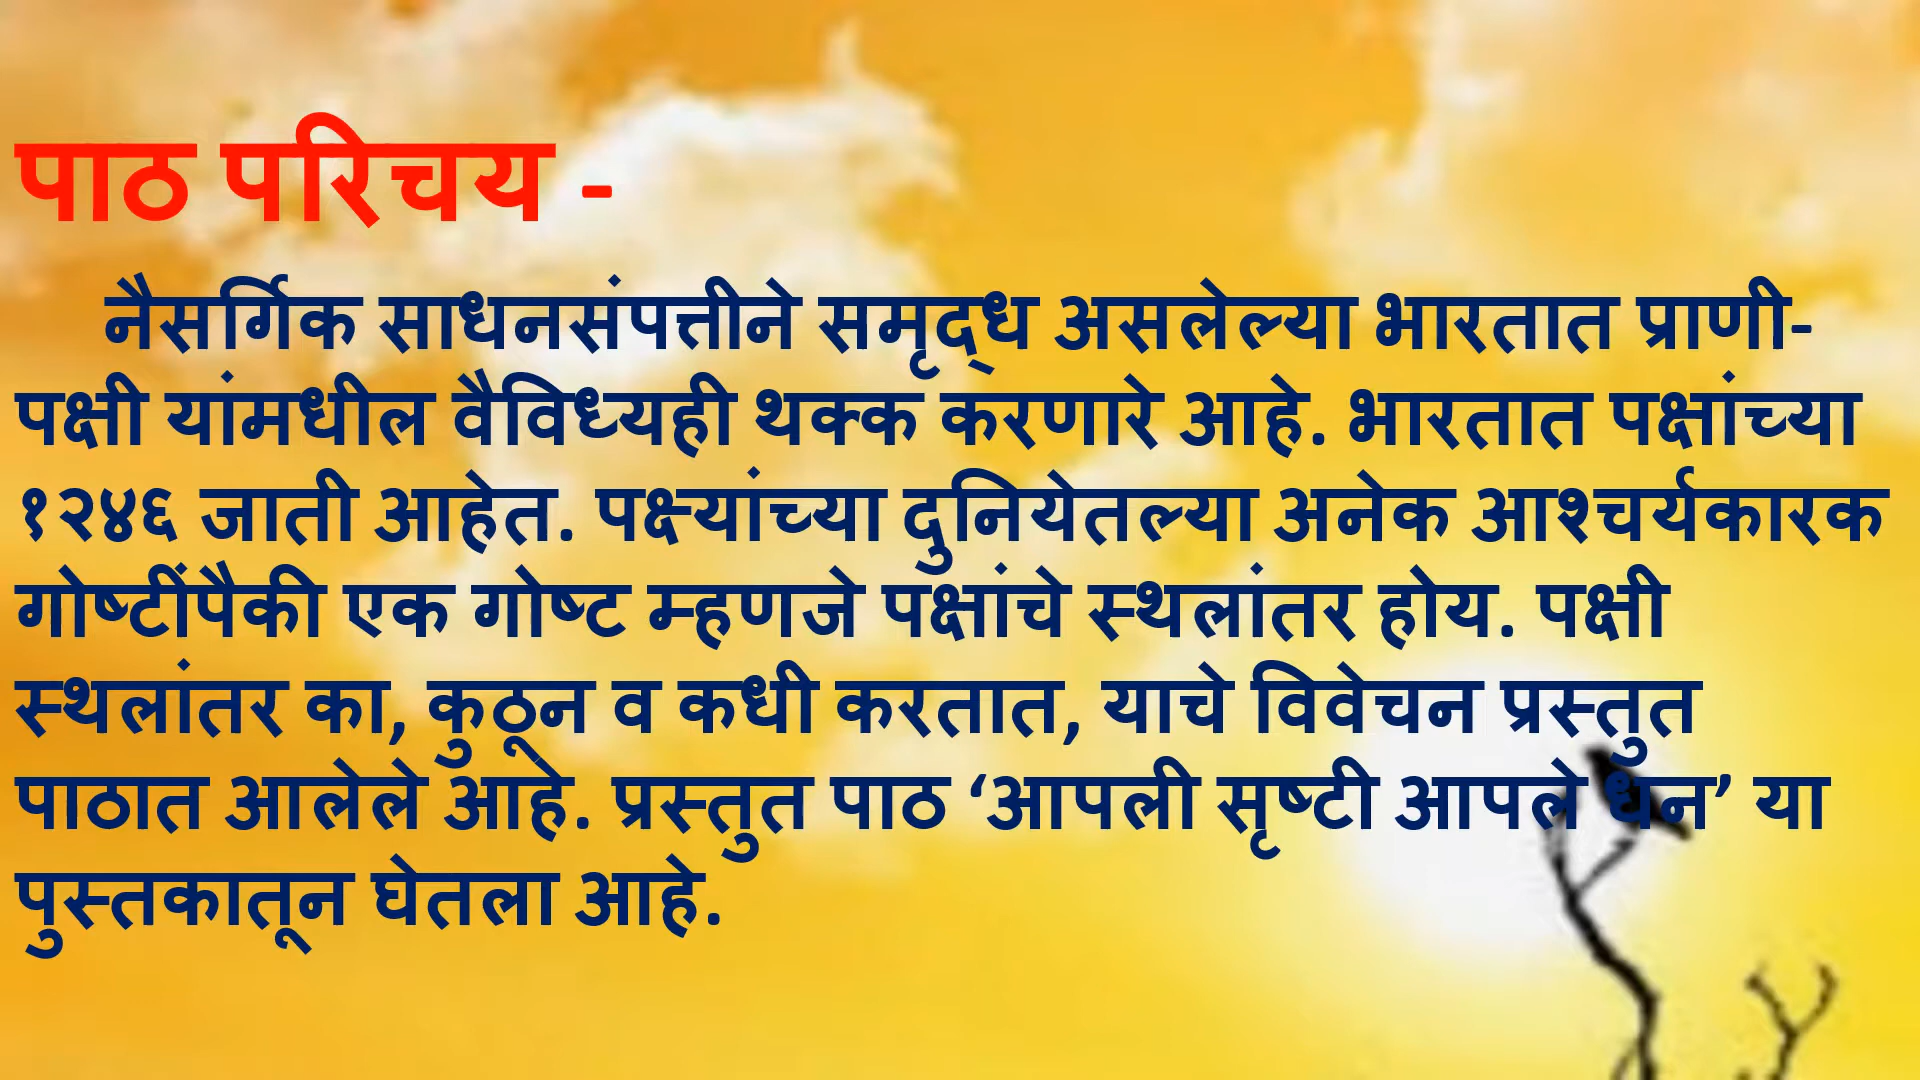 पाठ परिचय -
नैसर्गिक साधनसंपत्तीने समृद्ध असलेल्या भारतात प्राणी-
पक्षी यांमधील वैविध्यही थक्क करणारे आहे. भारतात पक्षांच्या
१२४६ जाती आहेत. पक्ष्यांच्या दुनियेतल्या अनेक आश्चर्यकारक
गोष्टींपैकी एक गोष्ट म्हणजे पक्षांचे स्थलांतर होय. पक्षी
स्थलांतर का, कुठून व कधी करतात, याचे विवेचन प्रस्तुत
पाठात आलेले आहे. प्रस्तुत पाठ ‘आपली सृष्टी आपले धन’ या
पुस्तकातून घेतला आहे.